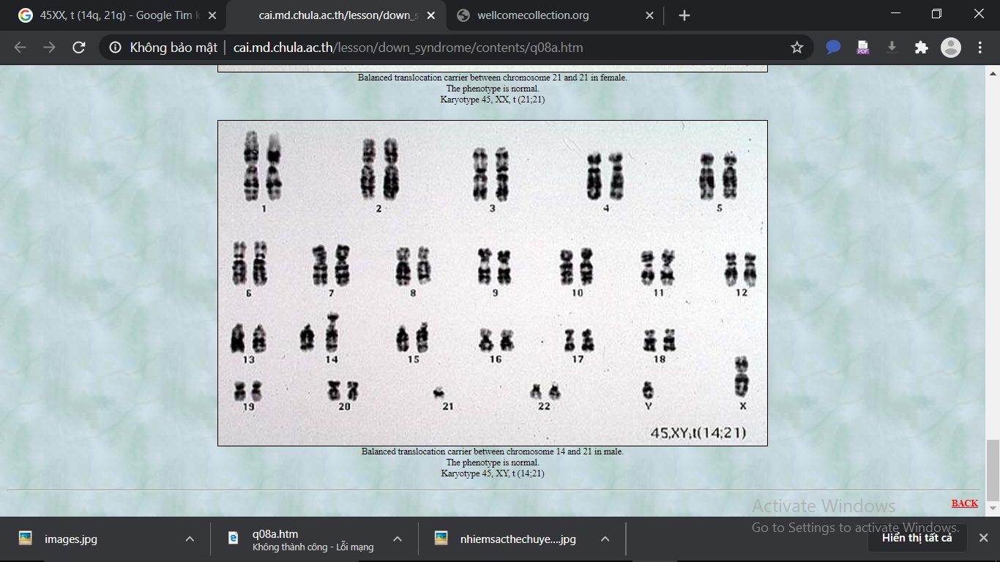 45XX, t (14q, 21q) - Google Tìm k
cai.md.chula.ac.th/lesson/down_s
wellcomecollection.org
Không bảo mật
cai.md.chula.ac.th/lesson/down_syndrome/contents/q08a.htm
PDF
Balanced translocation carrier between chromosome 21 and 21 in female.
The phenotype is normal.
Karyotype 45, XX, t (21;21)
1 2 3 4 5
6 7 8 9 10 11 12
13 14 15 16 17 18
19 20 21 22 Y X
45,XY,t(14;21)
Balanced translocation carrier between chromosome 14 and 21 in male.
The phenotype is normal.
Karyotype 45, XY, t (14;21)
BACK
Activate Windows
Go to Settings to activate Windows.
images.jpg
q08a.htm
Không thành công - Lỗi mạng
nhiemsacthechuye....jpg
Hiển thị tất cả